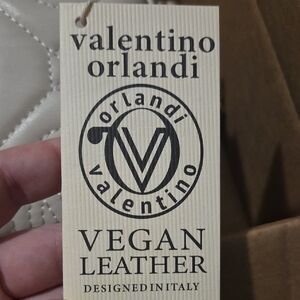 valentino
orlandi
orlandi
valentino
VEGAN
LEATHER
DESIGNED IN ITALY